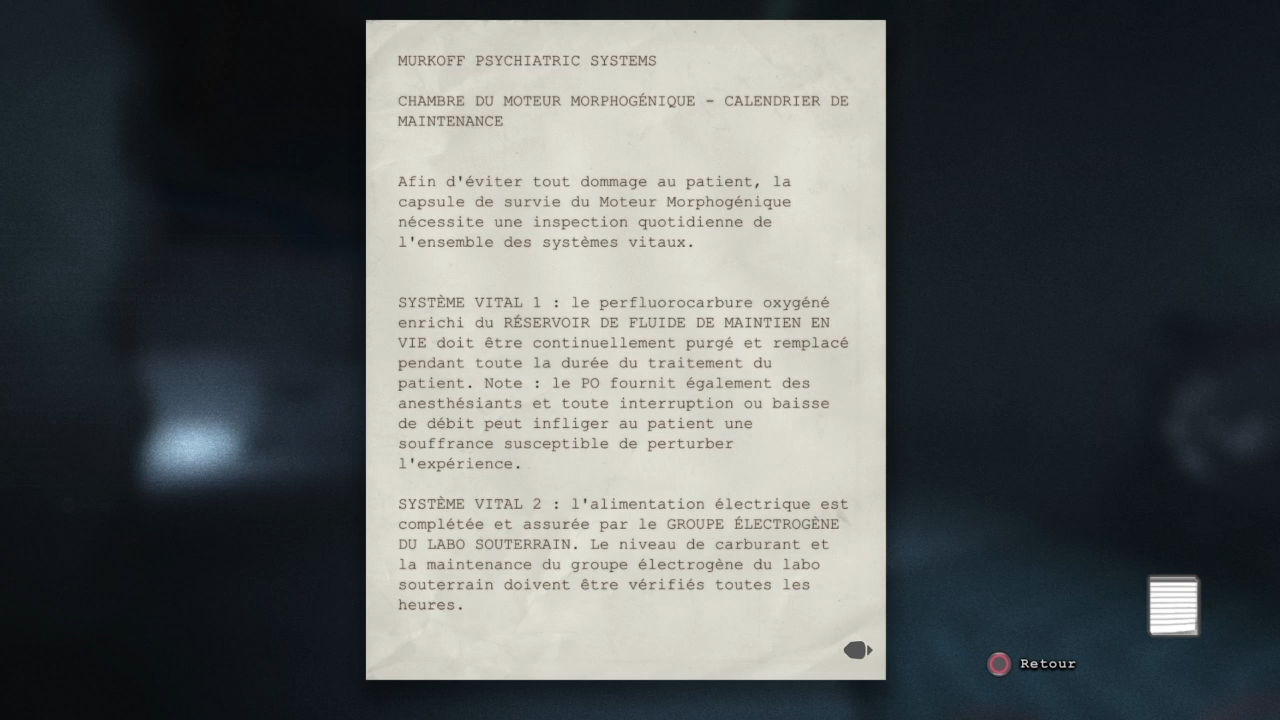 MURKOFF PSYCHIATRIC SYSTEMS
CHAMBRE DU MOTEUR MORPHOGÉNIQUE – CALENDRIER DE
MAINTENANCE
Afin d'éviter tout dommage au patient, la
capsule de survie du Moteur Morphogénique
nécessite une inspection quotidienne de
l'ensemble des systèmes vitaux.
SYSTÈME VITAL 1 : le perfluorocarbure oxygéné
enrichi du RÉSERVOIR DE FLUIDE DE MAINTIEN EN
VIE doit être continuellement purgé et remplacé
pendant toute la durée du traitement du
patient. Note : le PO fournit également des
anesthésiants et toute interruption ou baisse
de débit peut infliger au patient une
souffrance susceptible de perturber
l'expérience.
SYSTÈME VITAL 2 : l'alimentation électrique est
complétée et assurée par le GROUPE ÉLECTROGÈNE
DU LABO SOUTERRAIN. Le niveau de carburant et
la maintenance du groupe électrogène du labo
souterrain doivent être vérifiés toutes les
heures.
Retour